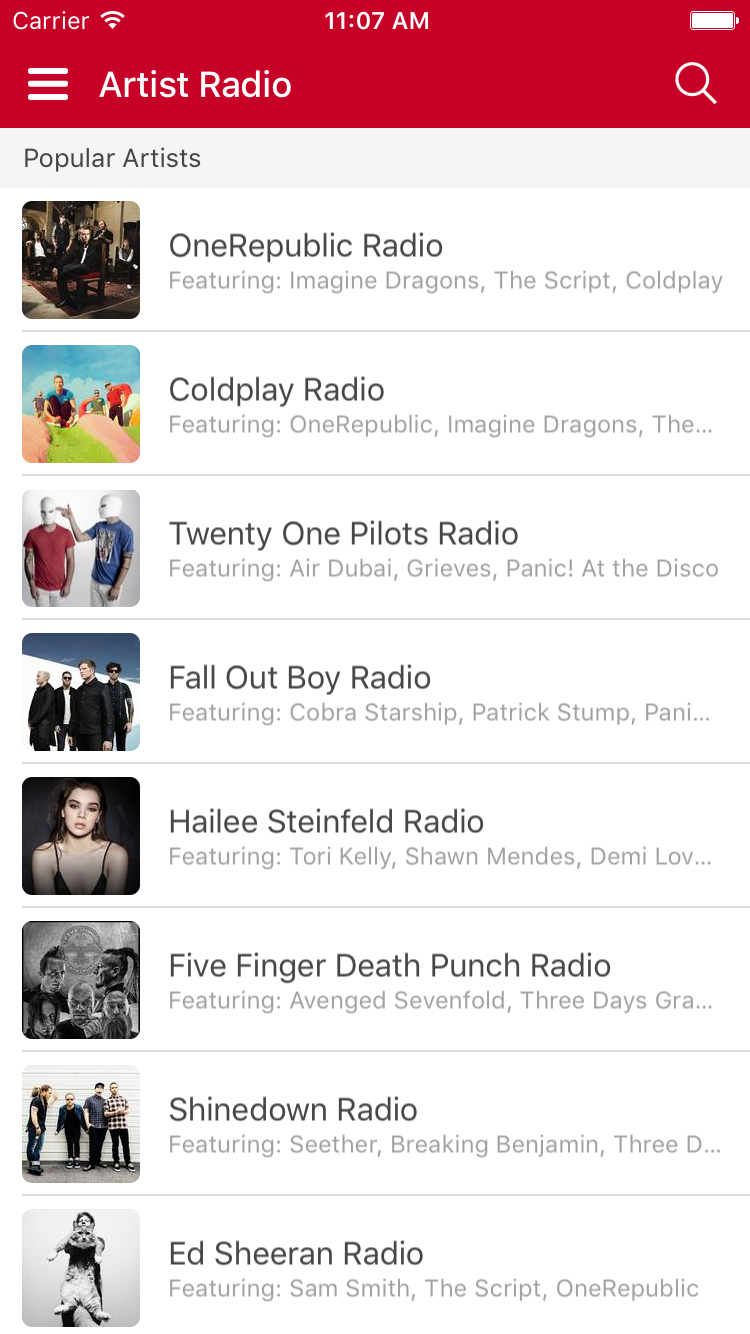 Carrier 11:07 AM
Artist Radio
Popular Artists
OneRepublic Radio
Featuring: Imagine Dragons, The Script, Coldplay
Coldplay Radio
Featuring: OneRepublic, Imagine Dragons, The...
Twenty One Pilots Radio
Featuring: Air Dubai, Grieves, Panic! At the Disco
Fall Out Boy Radio
Featuring: Cobra Starship, Patrick Stump, Pani...
Hailee Steinfeld Radio
Featuring: Tori Kelly, Shawn Mendes, Demi Lov...
Five Finger Death Punch Radio
Featuring: Avenged Sevenfold, Three Days Gra...
Shinedown Radio
Featuring: Seether, Breaking Benjamin, Three D...
Ed Sheeran Radio
Featuring: Sam Smith, The Script, OneRepublic